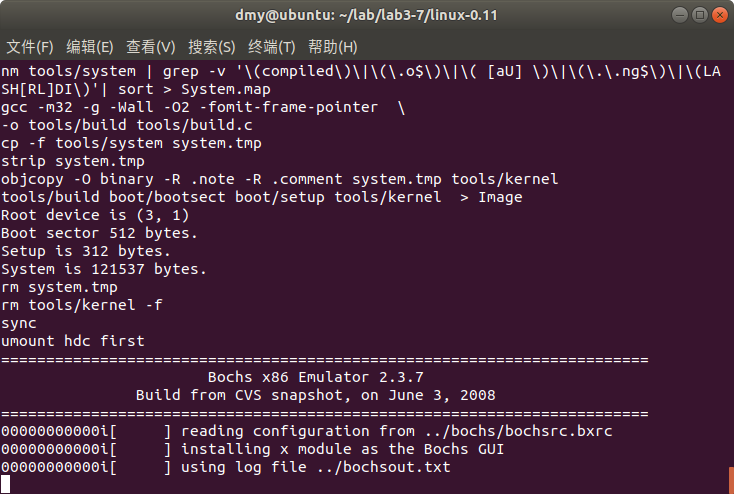 dmy@ubuntu: ~/lab/lab3-7/linux-0.11
文件(F) 编辑(E) 查看(V) 搜索(S) 终端(T) 帮助(H)
nm tools/system | grep -v '\(compiled\)\|\(\.o$\)\|\( [aU] \)\|\(\.\.ng$\)\|\(LA
SH[RL]DI\)'| sort > System.map
gcc -m32 -g -Wall -O2 -fomit-frame-pointer  \
-o tools/build tools/build.c
cp -f tools/system system.tmp
strip system.tmp
objcopy -O binary -R .note -R .comment system.tmp tools/kernel
tools/build boot/bootsect boot/setup tools/kernel  > Image
Root device is (3, 1)
Boot sector 512 bytes.
Setup is 312 bytes.
System is 121537 bytes.
rm system.tmp
rm tools/kernel -f
sync
umount hdc first
========================================================================
                       Bochs x86 Emulator 2.3.7
               Build from CVS snapshot, on June 3, 2008
========================================================================
00000000000i[     ] reading configuration from ../bochs/bochsrc.bxrc
00000000000i[     ] installing x module as the Bochs GUI
00000000000i[     ] using log file ../bochsout.txt